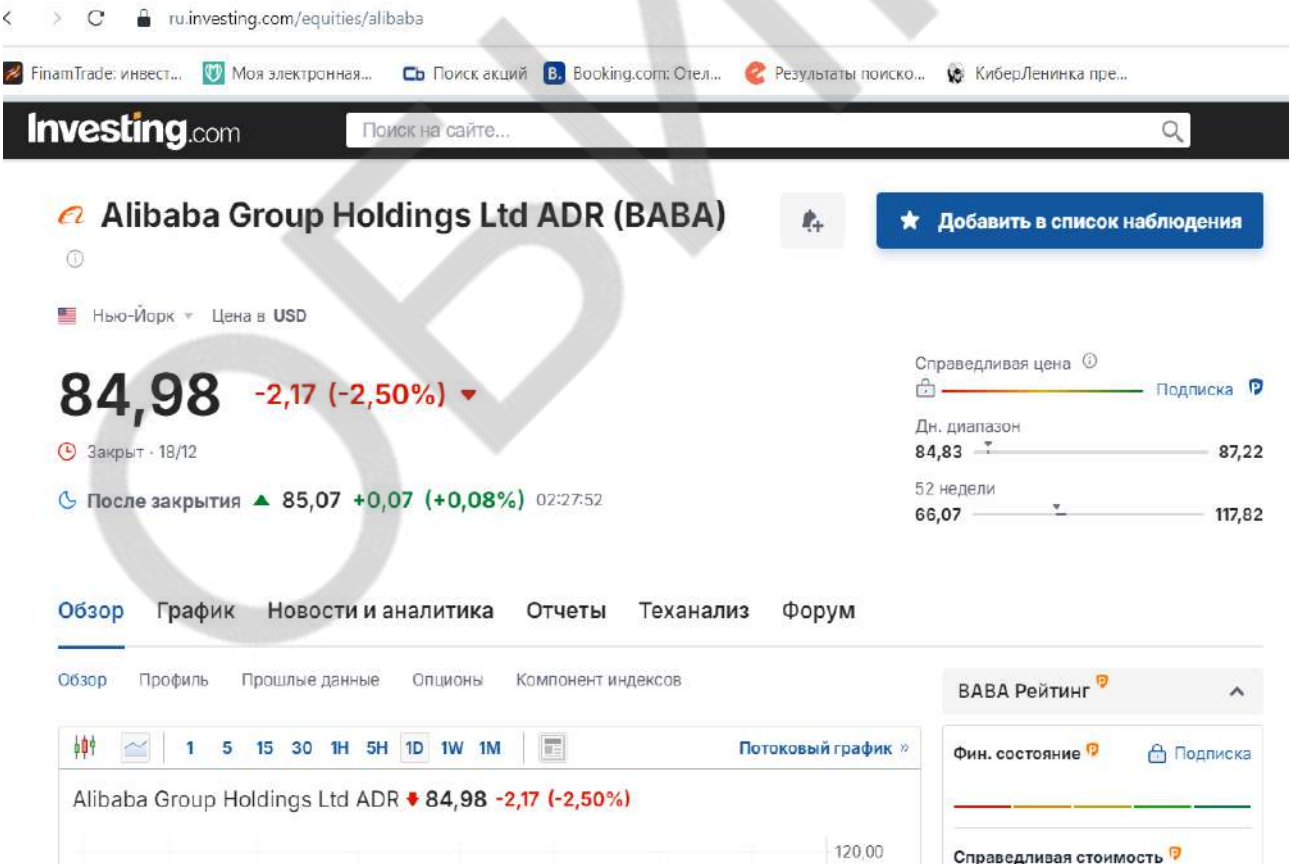 ru.investing.com/equities/alibaba
FinamTrade: инвест... Моя электронная... Сb Поиск акций B. Booking.com: Отел... Результаты поиско... КиберЛенинка пре...
Investing.com Поиск на сайте...
Alibaba Group Holdings Ltd ADR (BABA) Добавить в список наблюдения
Нью-Йорк Цена в USD
84,98 -2,17 (-2,50%)
Закрыт · 18/12
После закрытия 85,07 +0,07 (+0,08%) 02:27:52
Справедливая цена
Подписка
Дн. диапазон
84,83 87,22
52 недели
66,07 117,82
Обзор График Новости и аналитика Отчеты Теханализ Форум
Обзор Профиль Прошлые данные Опционы Компонент индексов
1 5 15 30 1H 5H 1D 1W 1M Потоковый график »
Alibaba Group Holdings Ltd ADR 84,98 -2,17 (-2,50%)
120,00
BABA Рейтинг
Фин. состояние Подписка
Справедливая стоимость